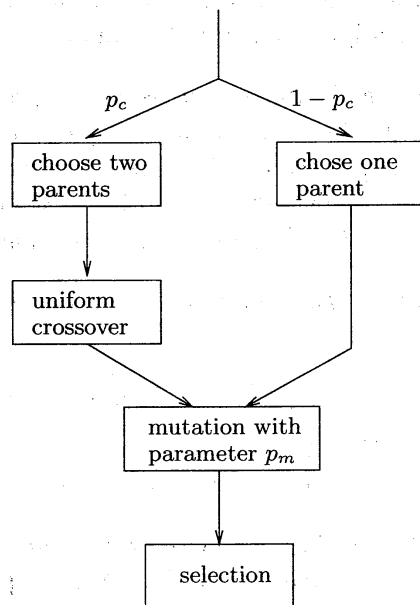 p_c
1 − p_c
choose two
parents
chose one
parent
uniform
crossover
mutation with
parameter p_m
selection